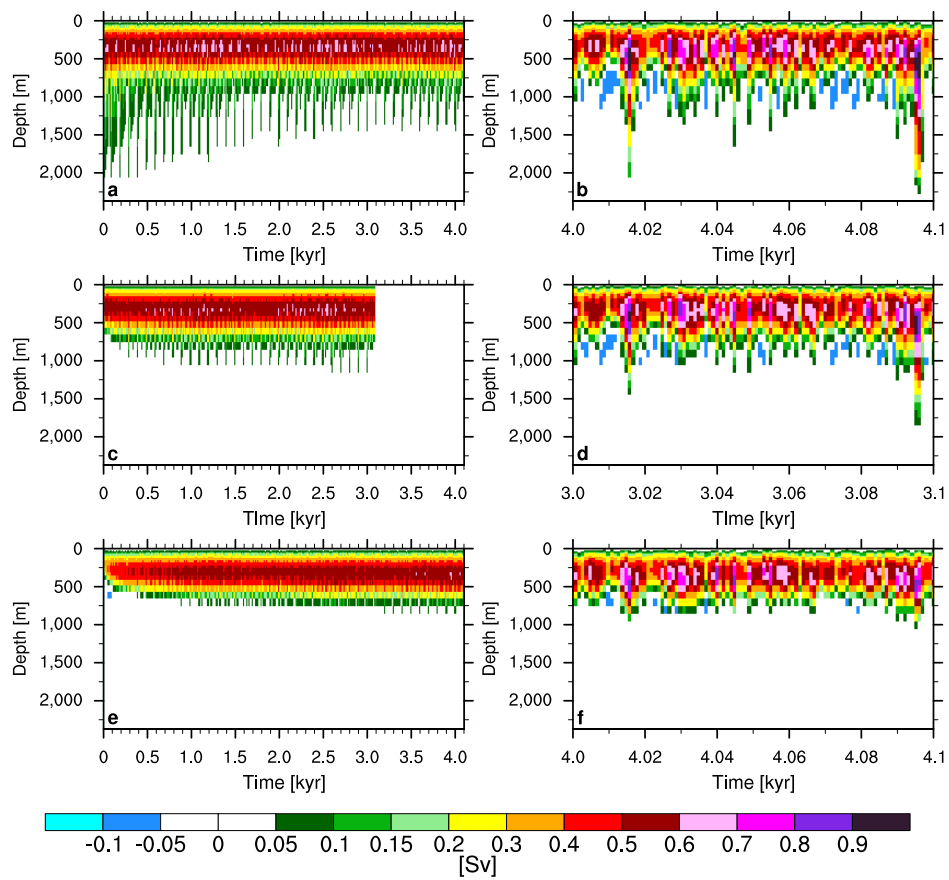 0
500
1,000
1,500
2,000
Depth [m]
a
0 0.5 1.0 1.5 2.0 2.5 3.0 3.5 4.0
Time [kyr]
0
500
1,000
1,500
2,000
Depth [m]
b
4.0 4.02 4.04 4.06 4.08 4.1
Time [kyr]
0
500
1,000
1,500
2,000
Depth [m]
c
0 0.5 1.0 1.5 2.0 2.5 3.0 3.5 4.0
TIme [kyr]
0
500
1,000
1,500
2,000
Depth [m]
d
3.0 3.02 3.04 3.06 3.08 3.1
TIme [kyr]
0
500
1,000
1,500
2,000
Depth [m]
e
0 0.5 1.0 1.5 2.0 2.5 3.0 3.5 4.0
Time [kyr]
0
500
1,000
1,500
2,000
Depth [m]
f
4.0 4.02 4.04 4.06 4.08 4.1
Time [kyr]
-0.1 -0.05 0 0.05 0.1 0.15 0.2 0.3 0.4 0.5 0.6 0.7 0.8 0.9
[Sv]